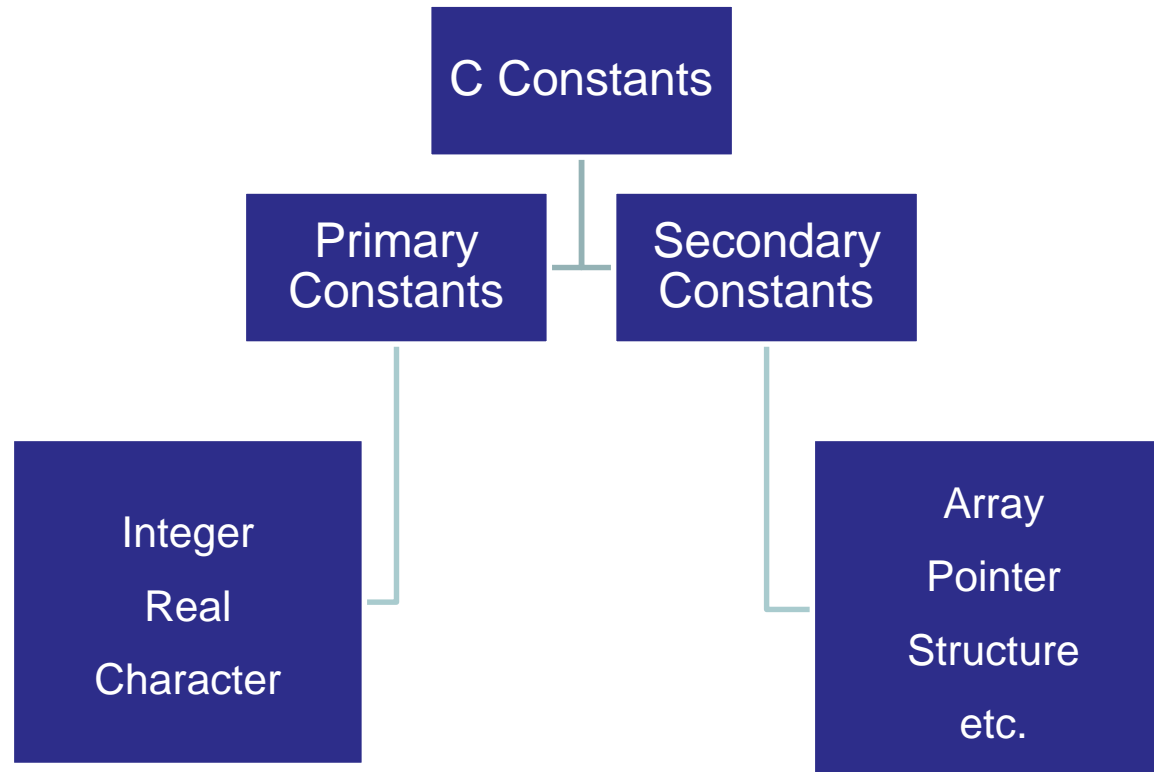 C Constants
Primary
Constants
Secondary
Constants
Integer
Real
Character
Array
Pointer
Structure
etc.